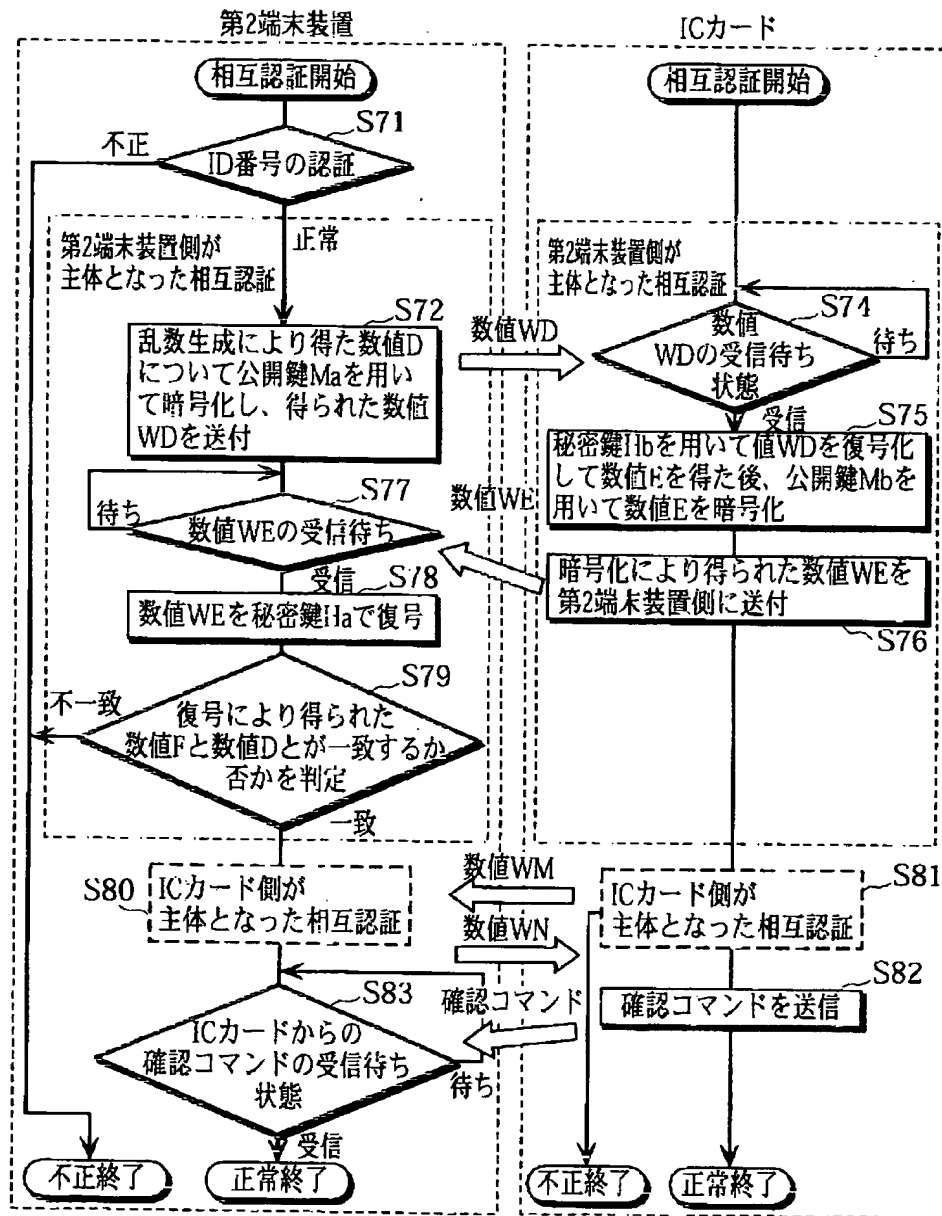 第2端末装置
相互認証開始
S71
不正
ID番号の認証
正常
第2端末装置側が
主体となった相互認証
S72
乱数生成により得た数値D
について公開鍵Maを用い
て暗号化し、得られた数値
WDを送付
数値WD
S77
待ち
数値WEの受信待ち
数値WE
受信
S78
数値WEを秘密鍵Haで復号
S79
不一致
復号により得られた
数値Fと数値Dとが一致するか
否かを判定
一致
S80
ICカード側が
主体となった相互認証
数値WM
数値WN
S83
確認コマンド
ICカードからの
確認コマンドの受信待ち
状態
待ち
受信
不正終了
正常終了
ICカード
相互認証開始
第2端末装置側が
主体となった相互認証
S74
数値
WDの受信待ち
状態
待ち
受信
S75
秘密鍵Hbを用いて値WDを復号化
して数値Eを得た後、公開鍵Mbを
用いて数値Eを暗号化
暗号化により得られた数値WEを
第2端末装置側に送付
S76
S81
ICカード側が
主体となった相互認証
S82
確認コマンドを送信
不正終了
正常終了